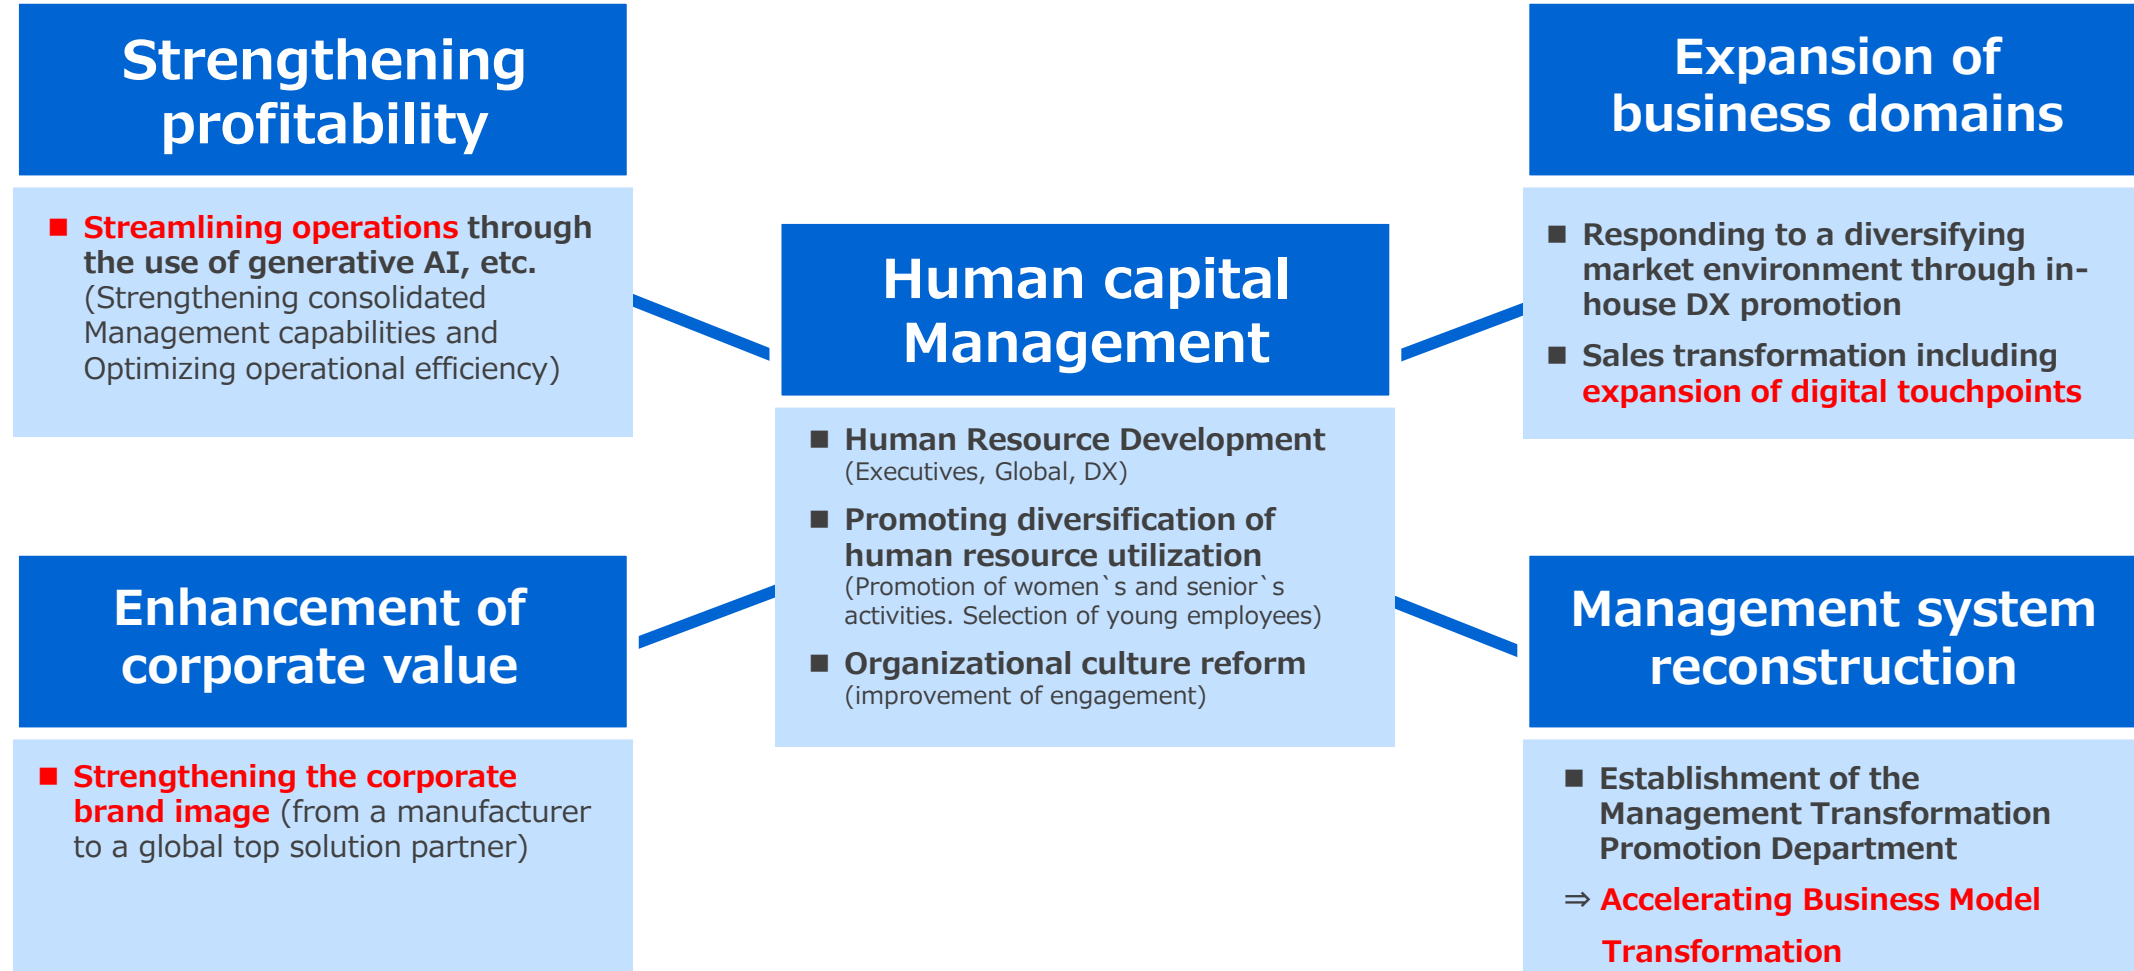 Strengthening
profitability
■ Streamlining operations through
the use of generative AI, etc.
(Strengthening consolidated
Management capabilities and
Optimizing operational efficiency)
Expansion of
business domains
■ Responding to a diversifying
market environment through in-
house DX promotion
■ Sales transformation including
expansion of digital touchpoints
Human capital
Management
■ Human Resource Development
(Executives, Global, DX)
■ Promoting diversification of
human resource utilization
(Promotion of women`s and senior`s
activities. Selection of young employees)
■ Organizational culture reform
(improvement of engagement)
Enhancement of
corporate value
■ Strengthening the corporate
brand image (from a manufacturer
to a global top solution partner)
Management system
reconstruction
■ Establishment of the
Management Transformation
Promotion Department
⇒ Accelerating Business Model
Transformation